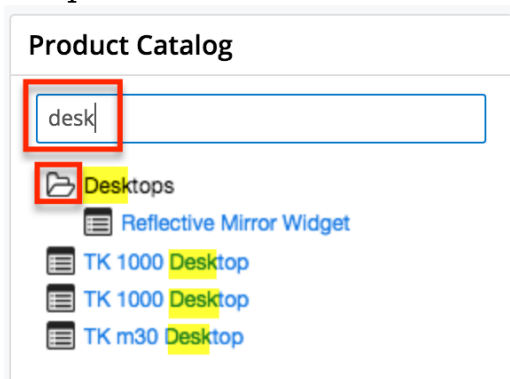 Product Catalog
desk
Desktops
Reflective Mirror Widget
TK 1000 Desktop
TK 1000 Desktop
TK m30 Desktop